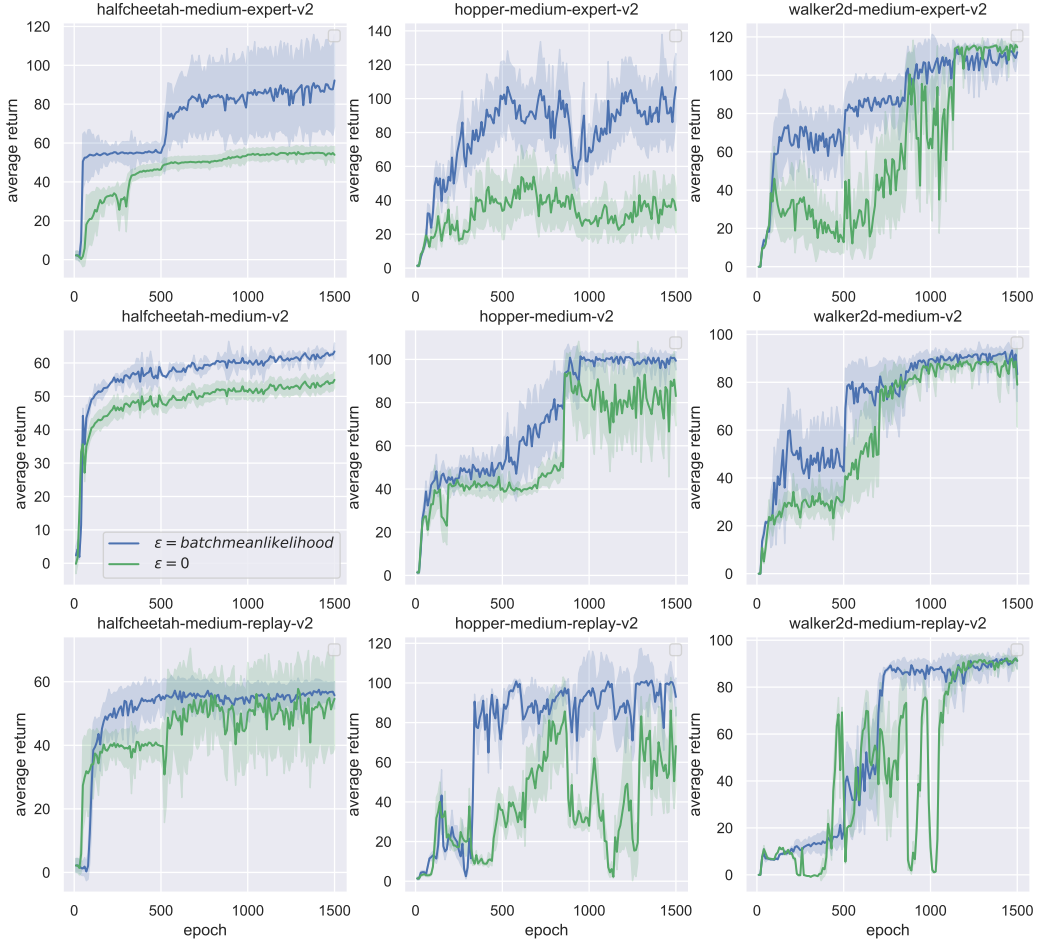 halfcheetah-medium-expert-v2
hopper-medium-expert-v2
walker2d-medium-expert-v2
average return
0
20
40
60
80
100
120
0 500 1000 1500
average return
0
20
40
60
80
100
120
140
0 500 1000 1500
average return
0
20
40
60
80
100
120
0 500 1000 1500
halfcheetah-medium-v2
hopper-medium-v2
walker2d-medium-v2
average return
0
10
20
30
40
50
60
0 500 1000 1500
ε = batchmeanlikelihood
ε = 0
average return
0
20
40
60
80
100
0 500 1000 1500
average return
0
20
40
60
80
100
0 500 1000 1500
halfcheetah-medium-replay-v2
hopper-medium-replay-v2
walker2d-medium-replay-v2
average return
0
20
40
60
0 500 1000 1500
epoch
average return
0
20
40
60
80
100
120
0 500 1000 1500
epoch
average return
0
20
40
60
80
100
0 500 1000 1500
epoch